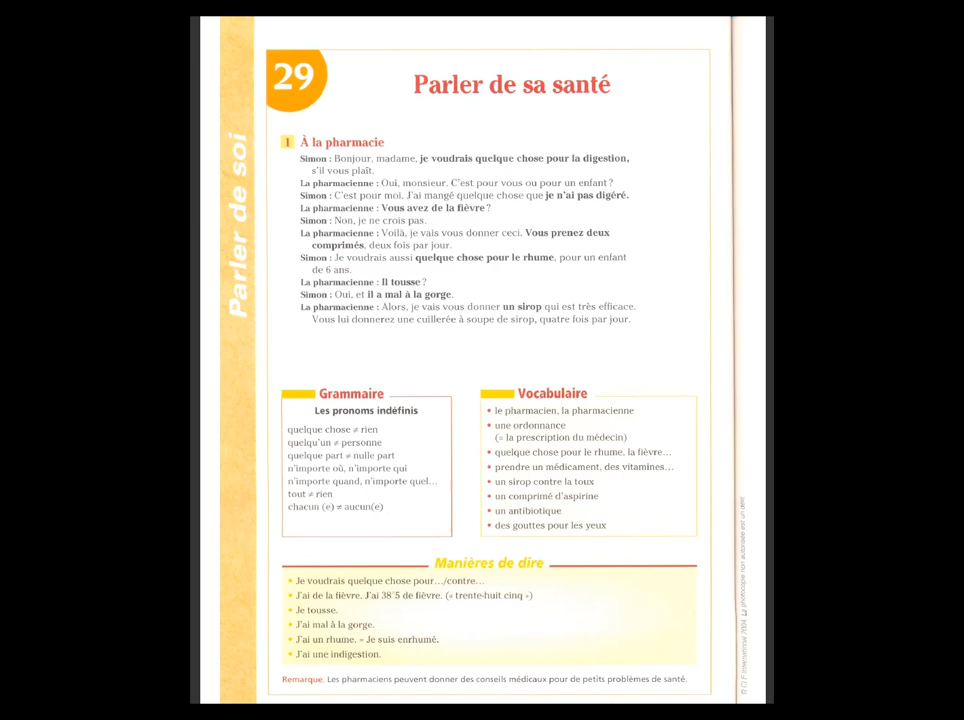 29
Parler de sa santé
Parler de soi
1 À la pharmacie
Simon : Bonjour, madame, je voudrais quelque chose pour la digestion,
s'il vous plaît.
La pharmacienne : Oui, monsieur. C'est pour vous ou pour un enfant ?
Simon : C'est pour moi. J'ai mangé quelque chose que je n'ai pas digéré.
La pharmacienne : Vous avez de la fièvre ?
Simon : Non, je ne crois pas.
La pharmacienne : Voilà, je vais vous donner ceci. Vous prenez deux
comprimés, deux fois par jour.
Simon : Je voudrais aussi quelque chose pour le rhume, pour un enfant
de 6 ans.
La pharmacienne : Il tousse ?
Simon : Oui, et il a mal à la gorge.
La pharmacienne : Alors, je vais vous donner un sirop qui est très efficace.
Vous lui donnerez une cuillerée à soupe de sirop, quatre fois par jour.
Grammaire
Les pronoms indéfinis
quelque chose ≠ rien
quelqu'un ≠ personne
quelque part ≠ nulle part
n'importe où, n'importe qui
n'importe quand, n'importe quel…
tout ≠ rien
chacun (e) ≠ aucun(e)
Vocabulaire
• le pharmacien, la pharmacienne
• une ordonnance
(= la prescription du médecin)
• quelque chose pour le rhume, la fièvre…
• prendre un médicament, des vitamines…
• un sirop contre la toux
• un comprimé d'aspirine
• un antibiotique
• des gouttes pour les yeux
Manières de dire
• Je voudrais quelque chose pour…/contre…
• J'ai de la fièvre. J'ai 38°5 de fièvre. (« trente-huit cinq »)
• Je tousse.
• J'ai mal à la gorge.
• J'ai un rhume. = Je suis enrhumé.
• J'ai une indigestion.
Remarque. Les pharmaciens peuvent donner des conseils médicaux pour de petits problèmes de santé.
© CLE International 2004. La photocopie non autorisée est un délit.